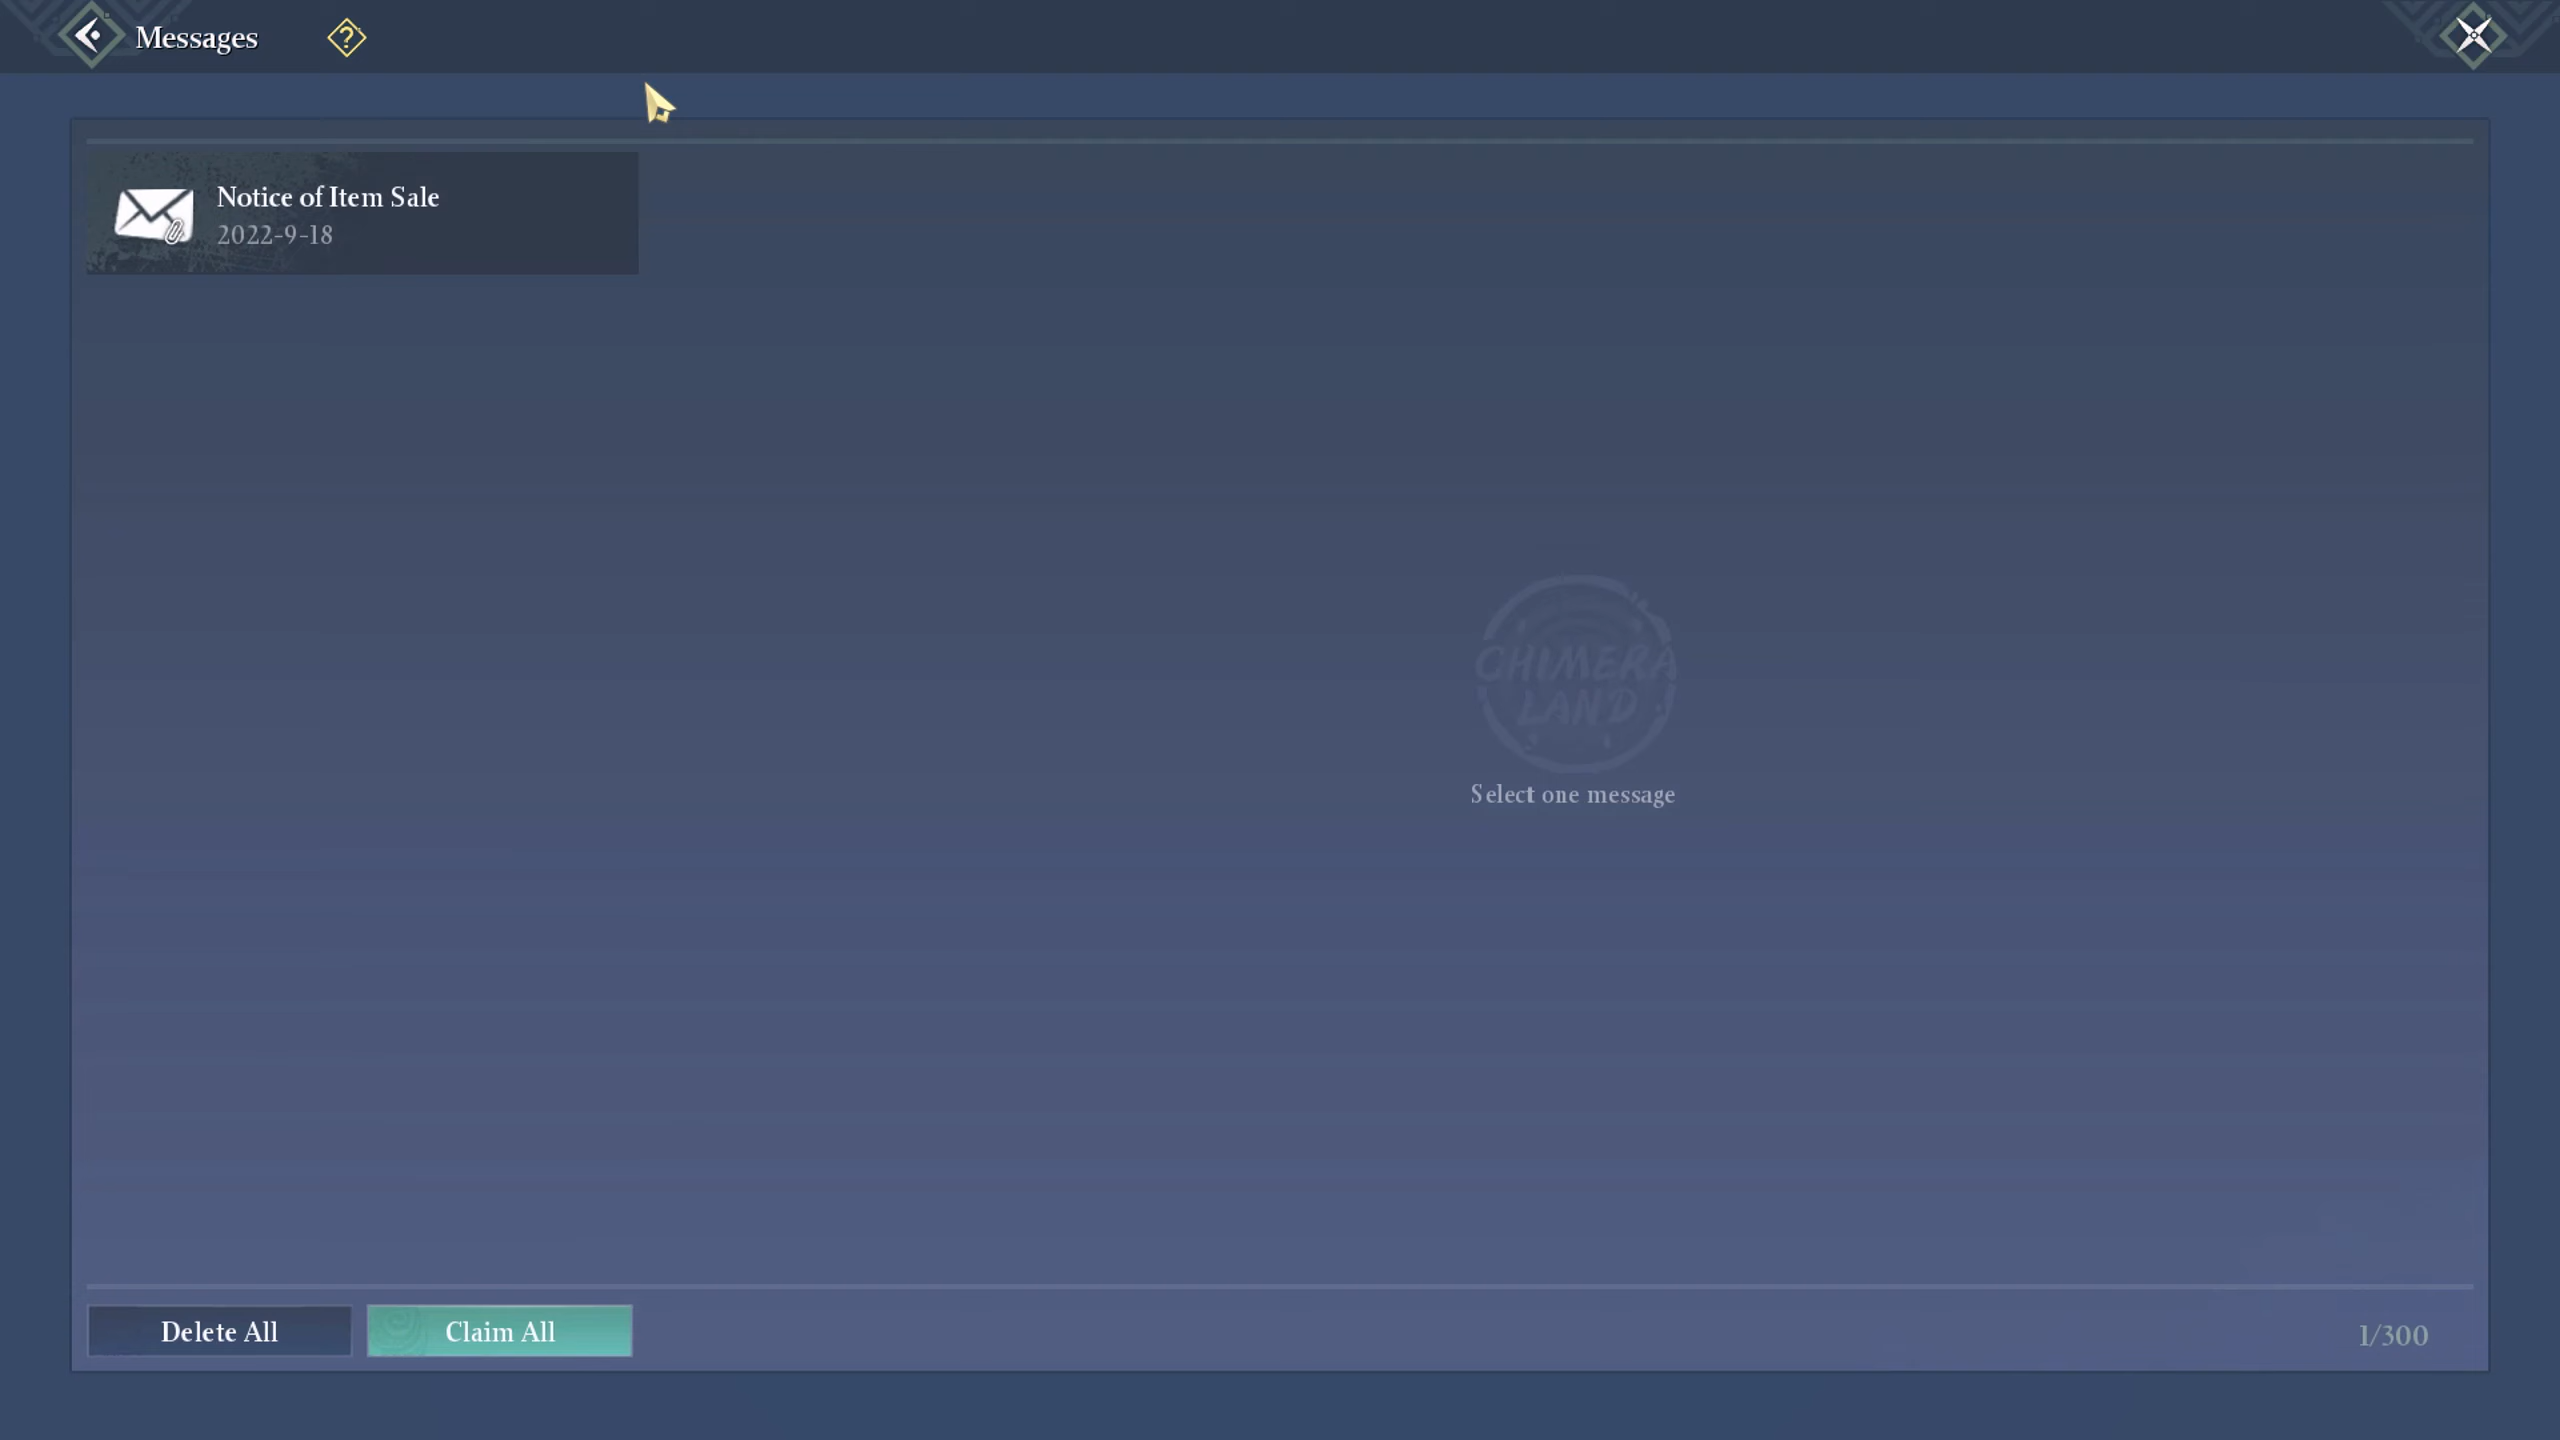 Messages
Notice of Item Sale
2022-9-18
CHIMERA
LAND
Select one message
Delete All
Claim All
1/300